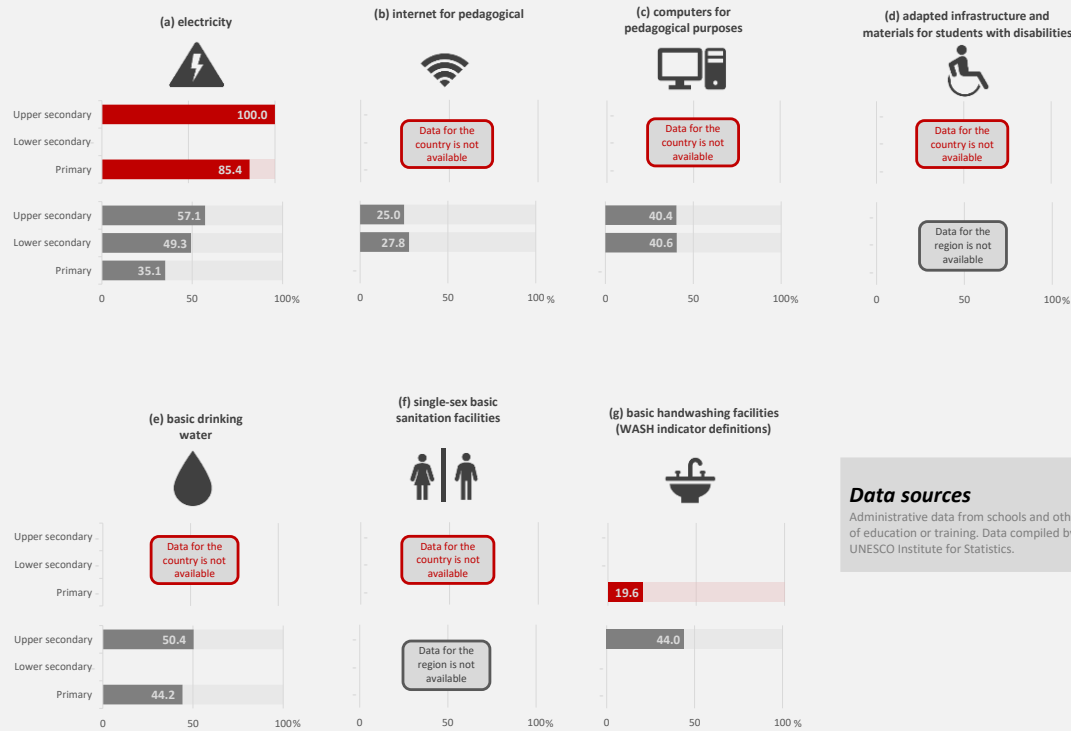 (a) electricity
(b) internet for pedagogical
(c) computers for
pedagogical purposes
(d) adapted infrastructure and
materials for students with disabilities
Upper secondary
100.0
Lower secondary
Primary
85.4
Data for the
country is not
available
Data for the
country is not
available
Data for the
country is not
available
Upper secondary
57.1
Lower secondary
49.3
Primary
35.1
25.0
27.8
40.4
40.6
Data for the
region is not
available
0 50 100%
0 50 100 %
0 50 100 %
0 50 100%
(e) basic drinking
water
(f) single-sex basic
sanitation facilities
(g) basic handwashing facilities
(WASH indicator definitions)
Data sources
Administrative data from schools and
of education or training. Data compiled
UNESCO Institute for Statistics.
Upper secondary
Lower secondary
Primary
Data for the
country is not
available
Data for the
country is not
available
19.6
Upper secondary
50.4
Lower secondary
Primary
44.2
Data for the
region is not
available
44.0
0 50 100%
0 50 100 %
0 50 100 %